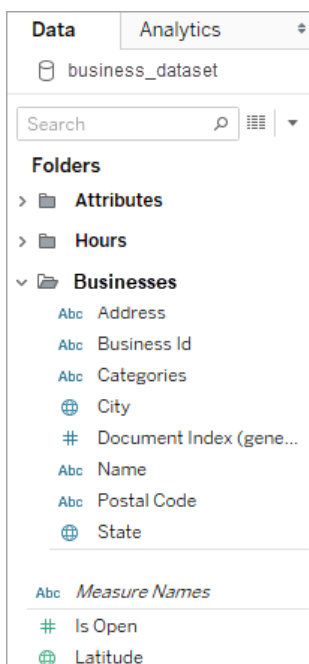 Data Analytics
business_dataset
Search
Folders
Attributes
Hours
Businesses
Abc Address
Abc Business Id
Abc Categories
City
# Document Index (gene...
Abc Name
Abc Postal Code
State
Abc Measure Names
# Is Open
Latitude